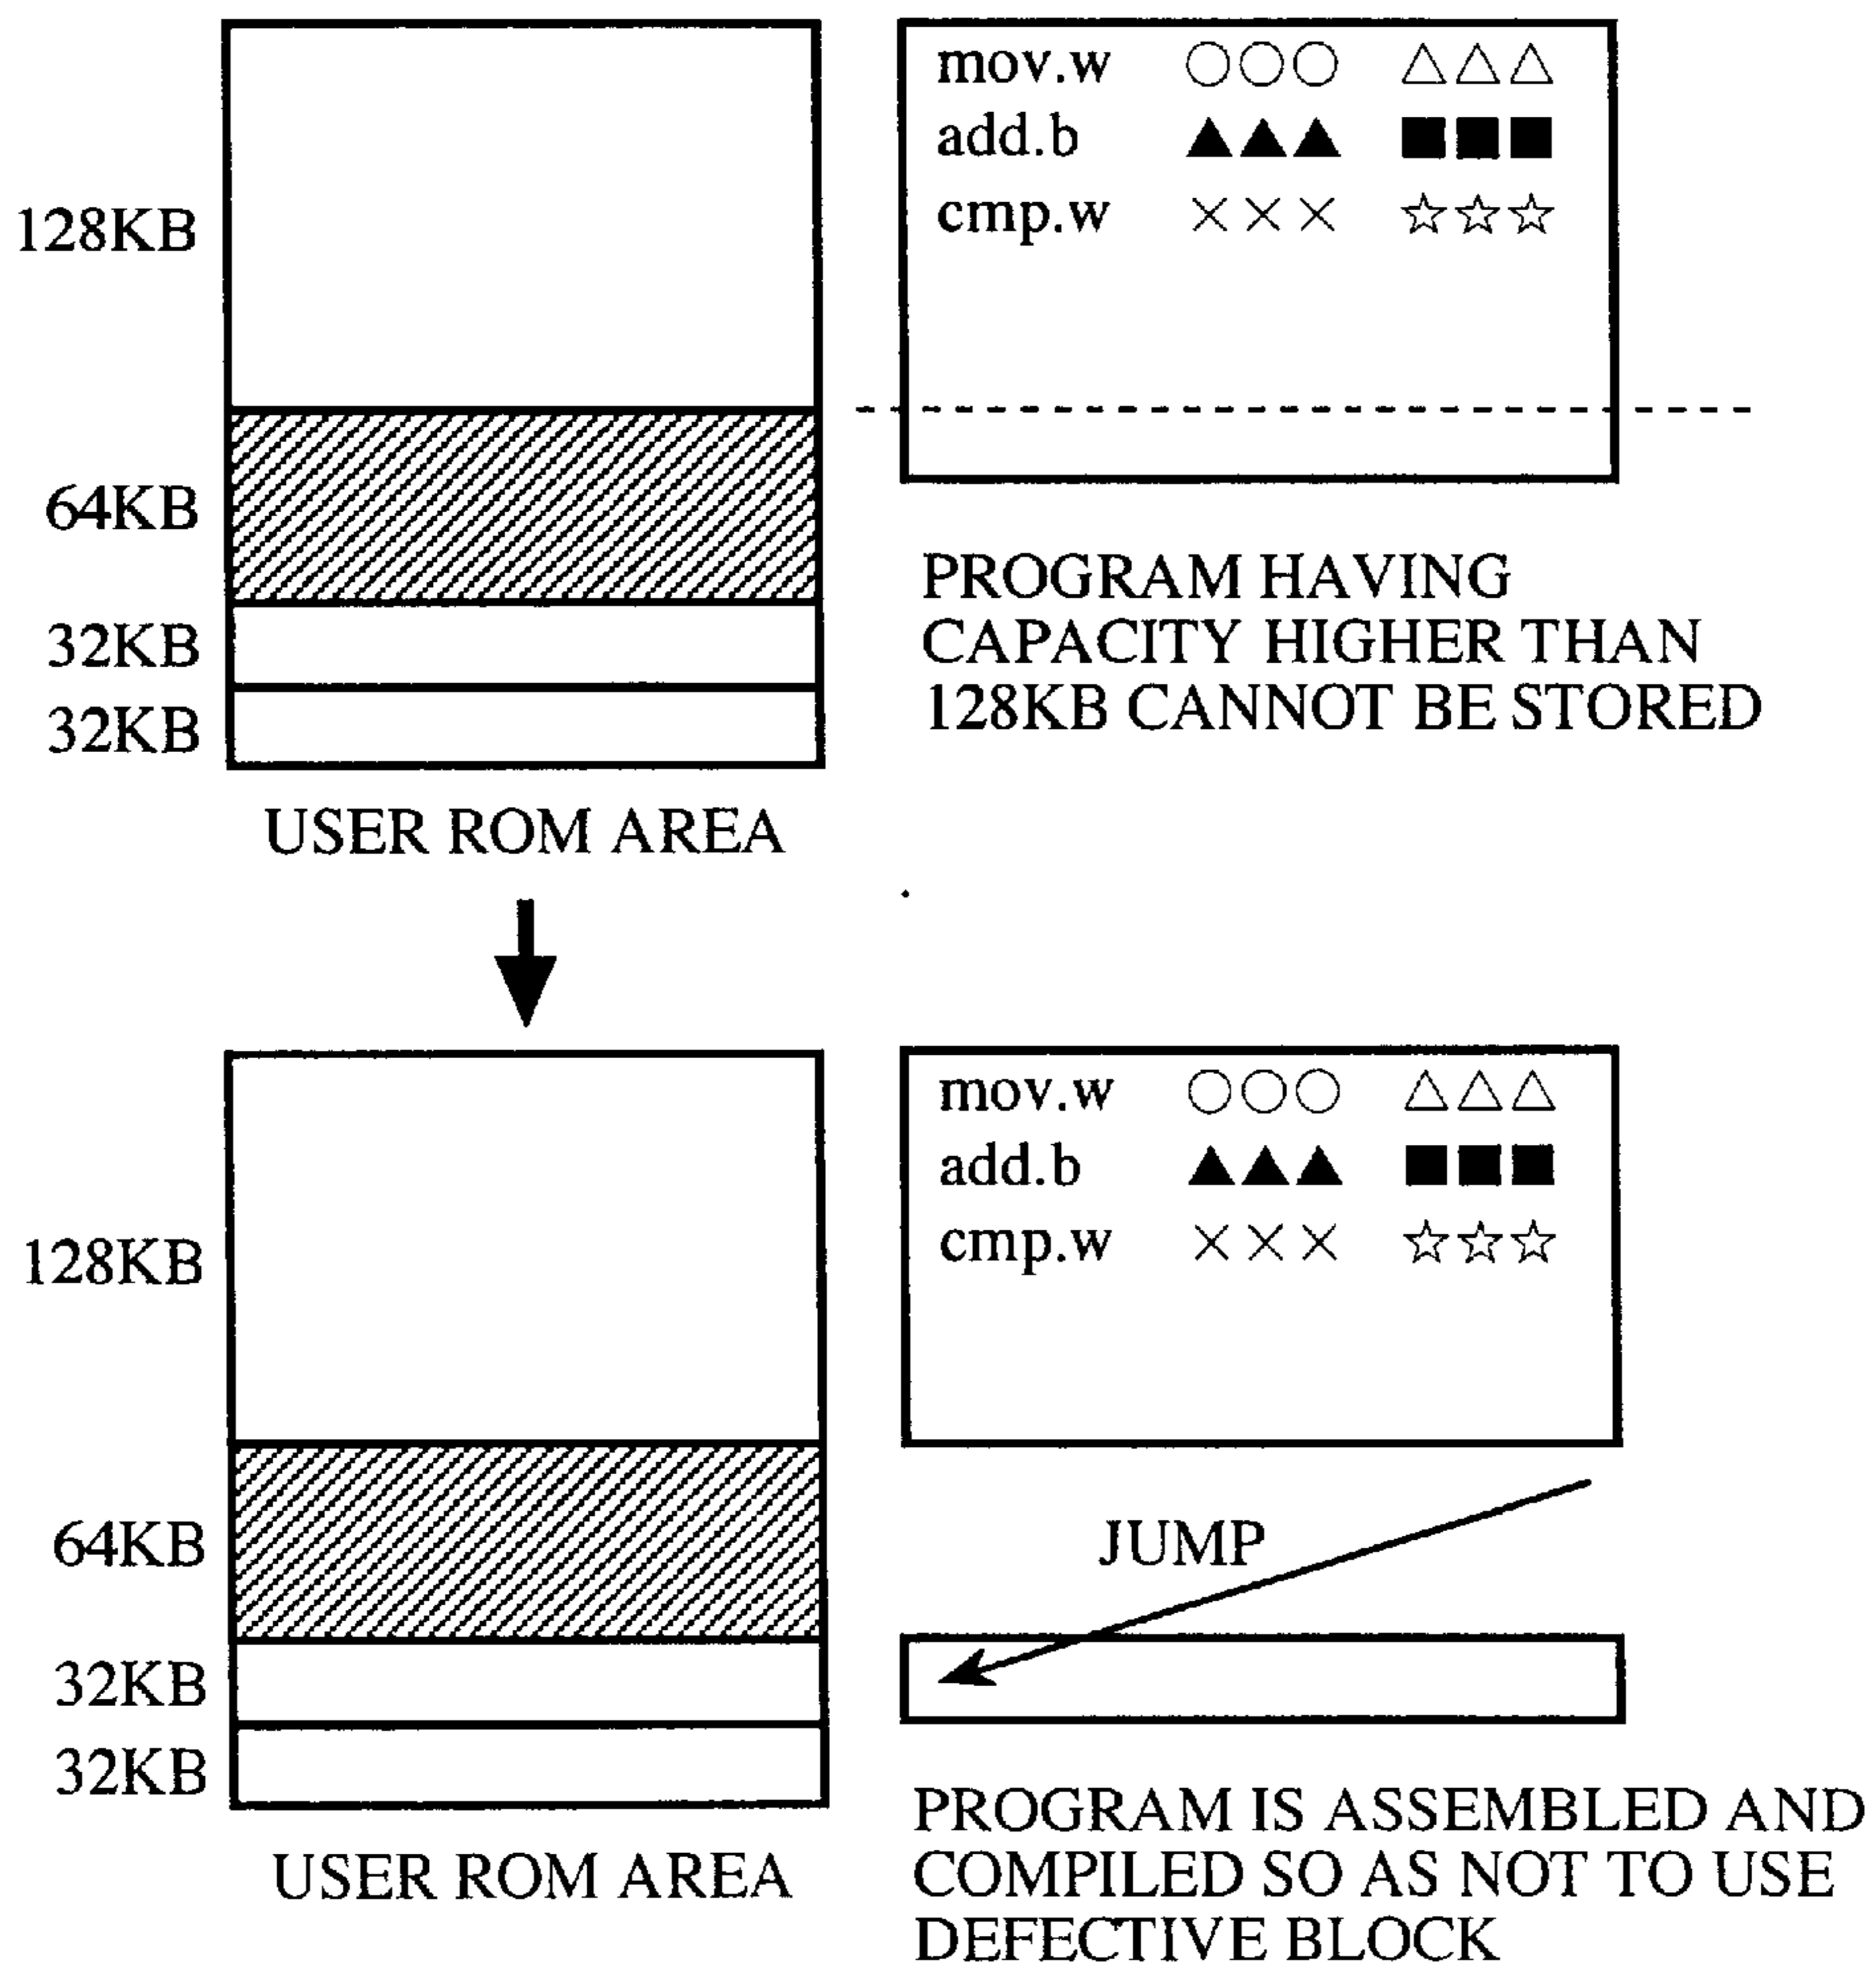 mov.w ○○○ △△△
add.b ▲▲▲ ■■■
cmp.w ××× ☆☆☆
128KB
64KB
32KB
32KB
PROGRAM HAVING
CAPACITY HIGHER THAN
128KB CANNOT BE STORED
USER ROM AREA
mov.w ○○○ △△△
add.b ▲▲▲ ■■■
cmp.w ××× ☆☆☆
128KB
64KB
JUMP
32KB
32KB
PROGRAM IS ASSEMBLED AND
COMPILED SO AS NOT TO USE
DEFECTIVE BLOCK
USER ROM AREA